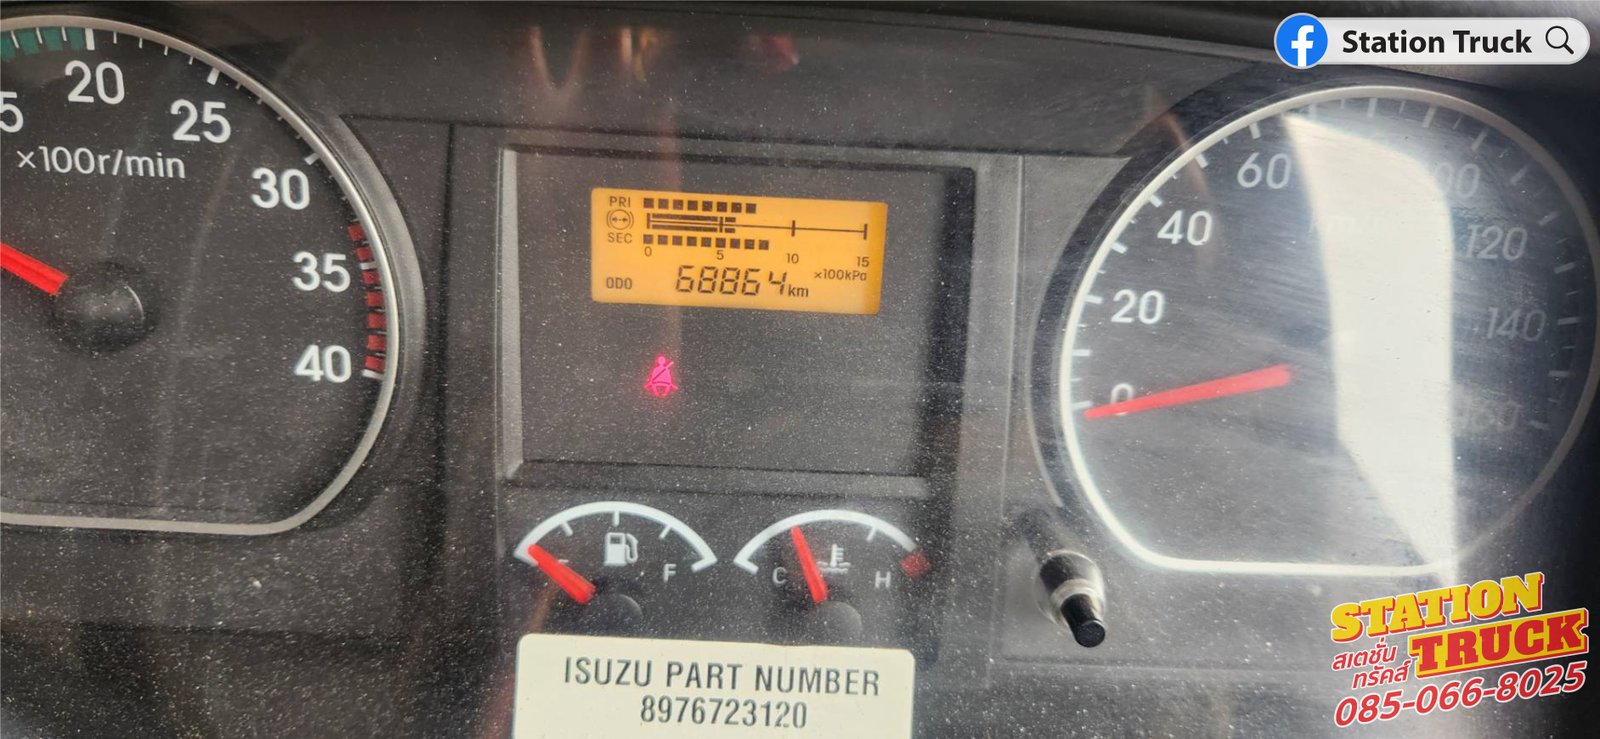 Station Truck
20
25
×100r/min
30
35
40
PRI
SEC
0 5 10 15
×100kPa
ODO 68864 km
60
40
20
0
120
140
F
C H
ISUZU PART NUMBER
8976723120
STATION
สเตชั่น TRUCK
ทรัคส์
085-066-8025